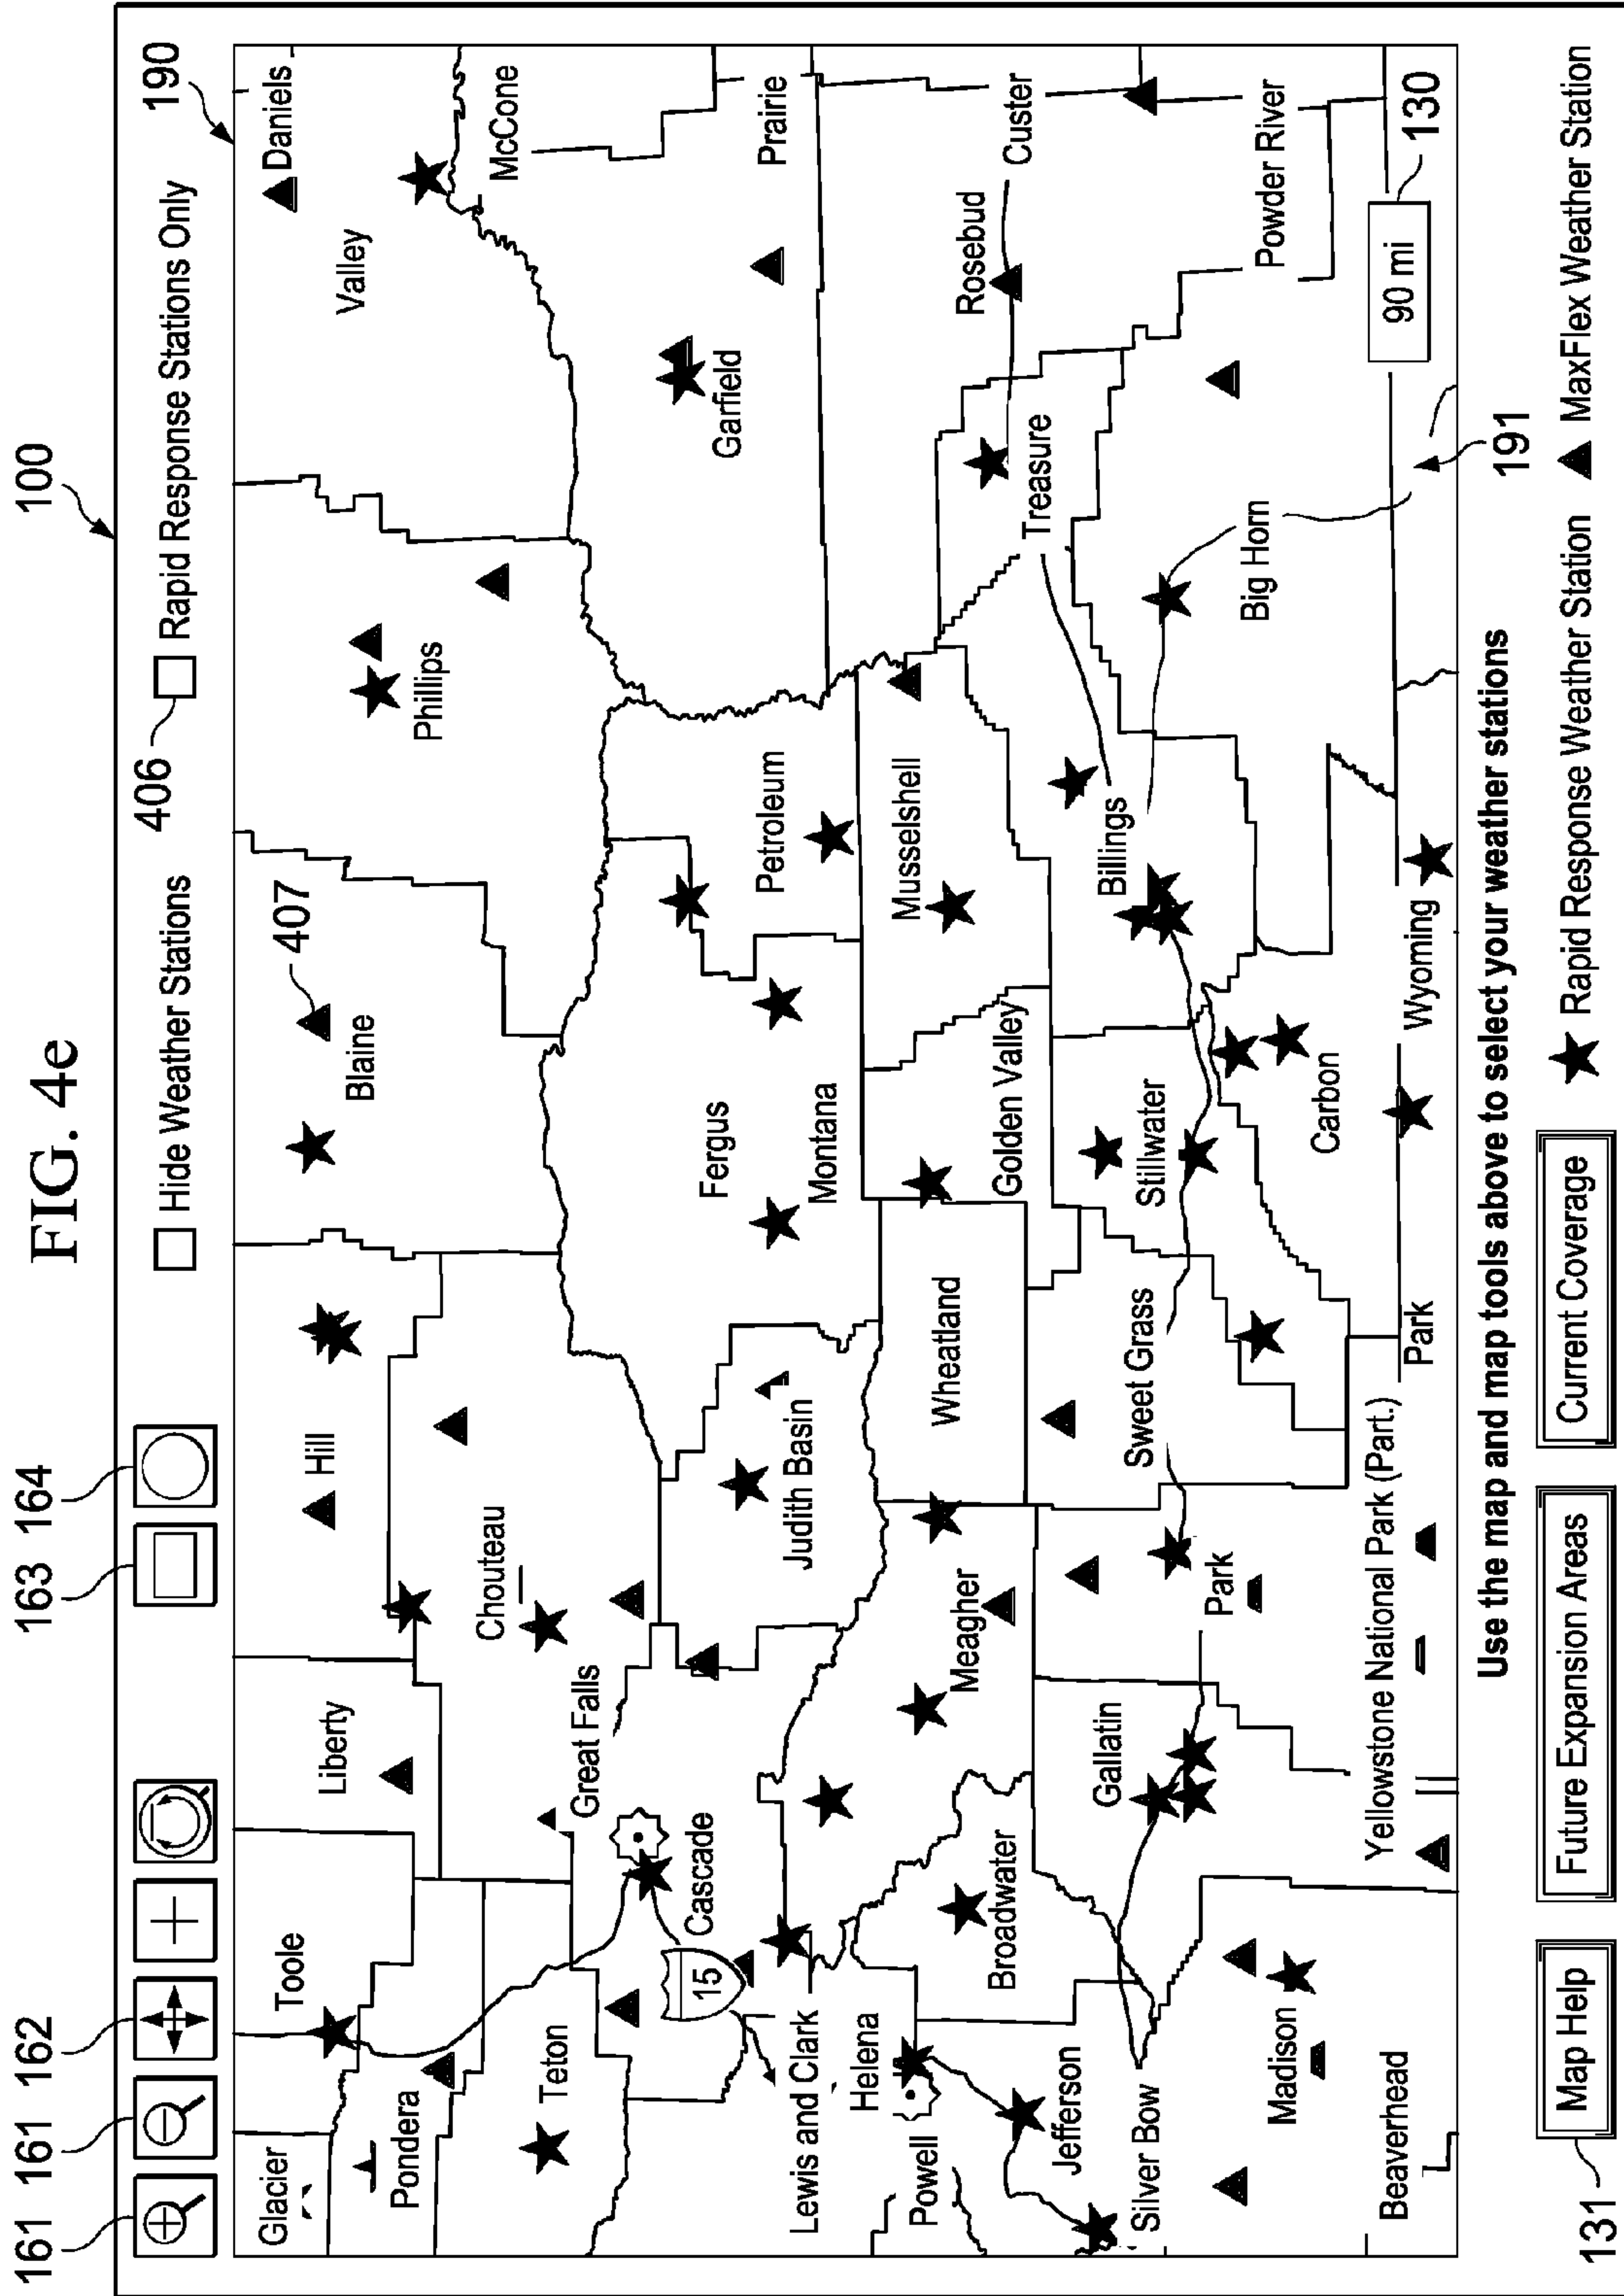 FIG. 4e
100
161 161 162 163 164
406
190
Hide Weather Stations
Rapid Response Stations Only
407
Glacier
Toole
Liberty
Hill
Blaine
Phillips
Valley
Daniels
Pondera
Chouteau
McCone
Teton
Great Falls
Cascade
15
Judith Basin
Fergus
Montana
Petroleum
Garfield
Prairie
Lewis and Clark
Helena
Powell
Meagher
Wheatland
Golden Valley
Musselshell
Rosebud
Custer
Treasure
Broadwater
Jefferson
Silver Bow
Gallatin
Park
Sweet Grass
Stillwater
Billings
Big Horn
Powder River
Madison
Carbon
Beaverhead
Yellowstone National Park (Part.)
Park
Wyoming
90 mi
130
191
Use the map and map tools above to select your weather stations
131
Map Help
Future Expansion Areas
Current Coverage
Rapid Response Weather Station
MaxFlex Weather Station